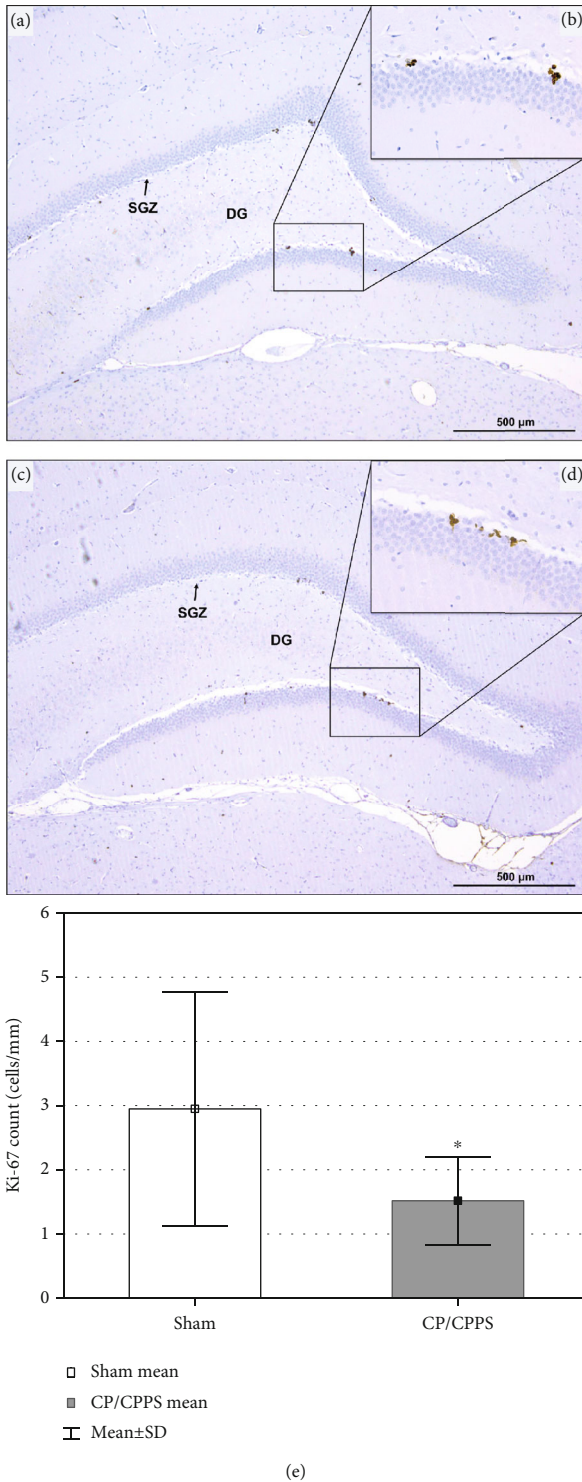 (a)
(b)
SGZ
DG
500 µm
(c)
(d)
SGZ
DG
500 µm
6
5
4
3
2
1
0
Ki-67 count (cells/mm)
*
Sham
CP/CPPS
Sham mean
CP/CPPS mean
Mean±SD
(e)